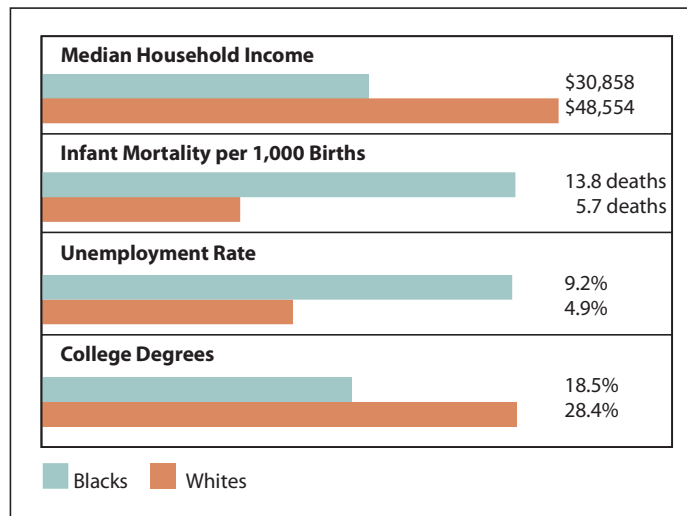 Median Household Income
$30,858
$48,554
Infant Mortality per 1,000 Births
13.8 deaths
5.7 deaths
Unemployment Rate
9.2%
4.9%
College Degrees
18.5%
28.4%
Blacks Whites